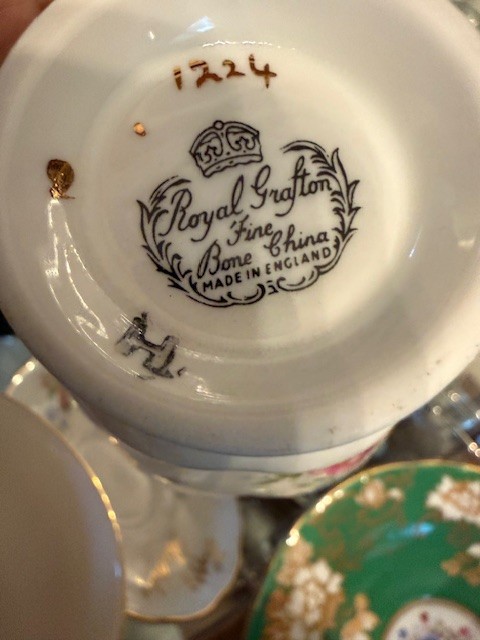 1224
Royal Grafton
Fine
Bone China
MADE IN ENGLAND
H